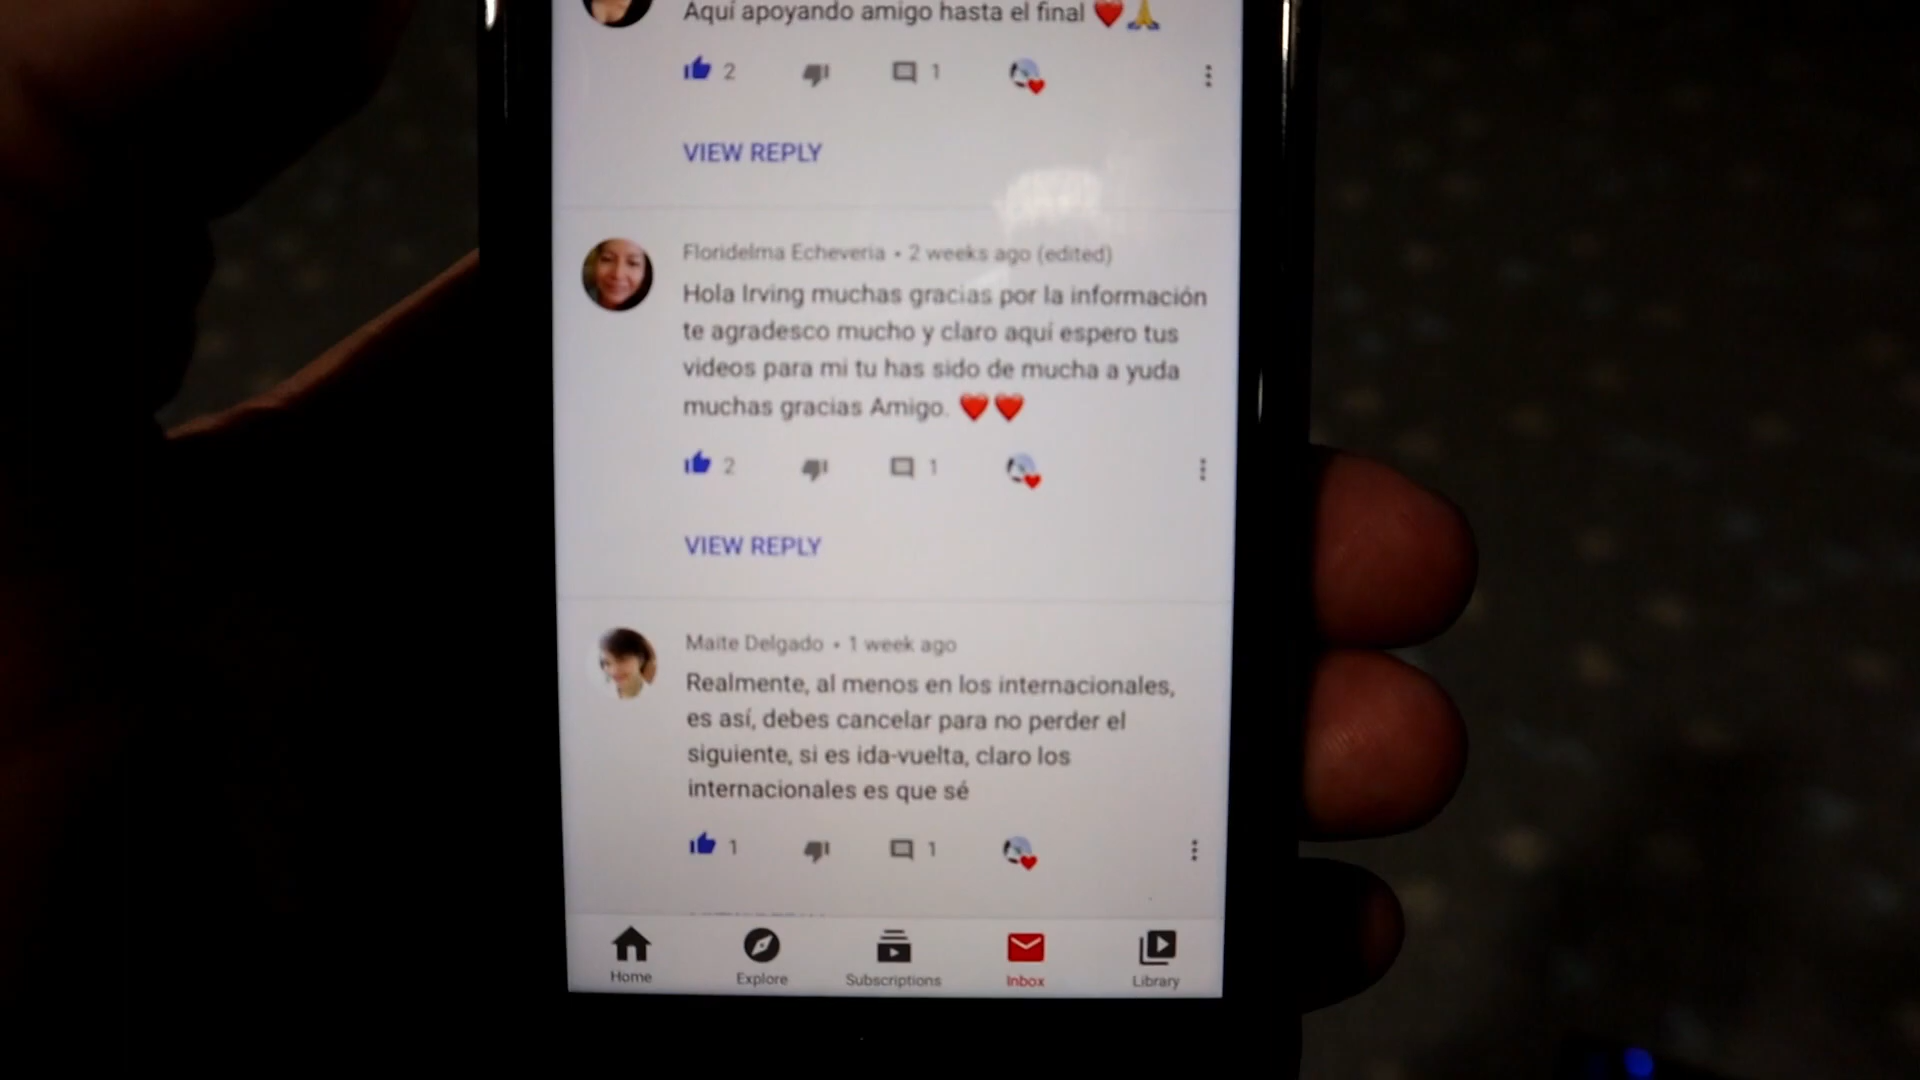 Aquí apoyando amigo hasta el final ❤️🙏
2 1
VIEW REPLY
Floridelma Echeveria • 2 weeks ago (edited)
Hola Irving muchas gracias por la información
te agradesco mucho y claro aquí espero tus
videos para mi tu has sido de mucha a yuda
muchas gracias Amigo. ❤️❤️
2 1
VIEW REPLY
Maite Delgado • 1 week ago
Realmente, al menos en los internacionales,
es así, debes cancelar para no perder el
siguiente, si es ida-vuelta, claro los
internacionales es que sé
1 1
Home Explore Subscriptions Inbox Library